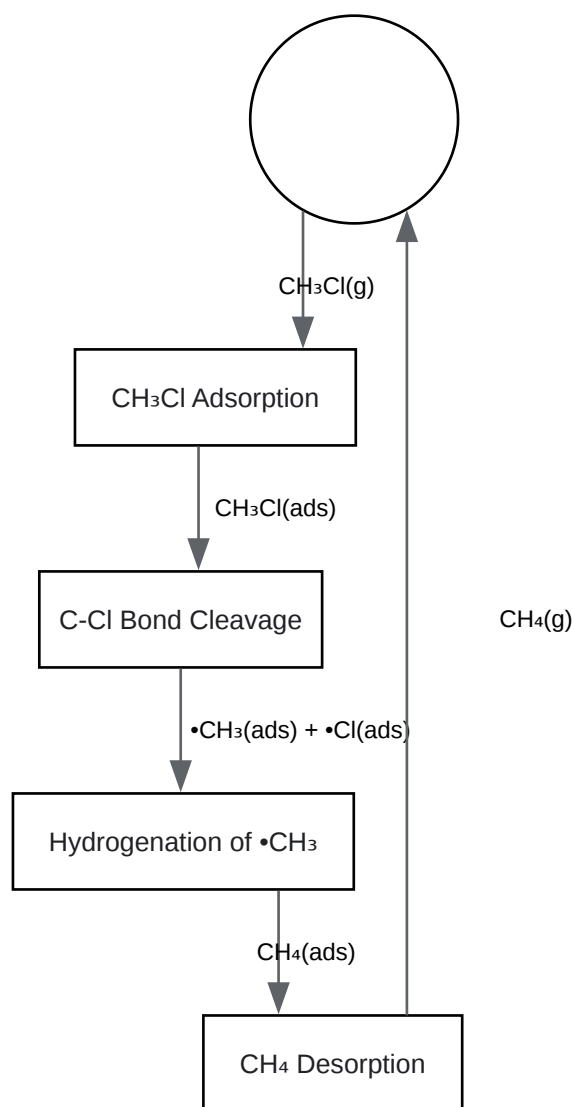 CH₃Cl(g)
CH₃Cl Adsorption
CH₃Cl(ads)
C-Cl Bond Cleavage
CH₄(g)
•CH₃(ads) + •Cl(ads)
Hydrogenation of •CH₃
CH₄(ads)
CH₄ Desorption